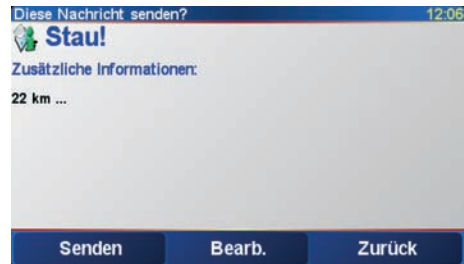 Diese Nachricht senden? 12:06
Stau!
Zusätzliche Informationen:
22 km ...
Senden Bearb. Zurück